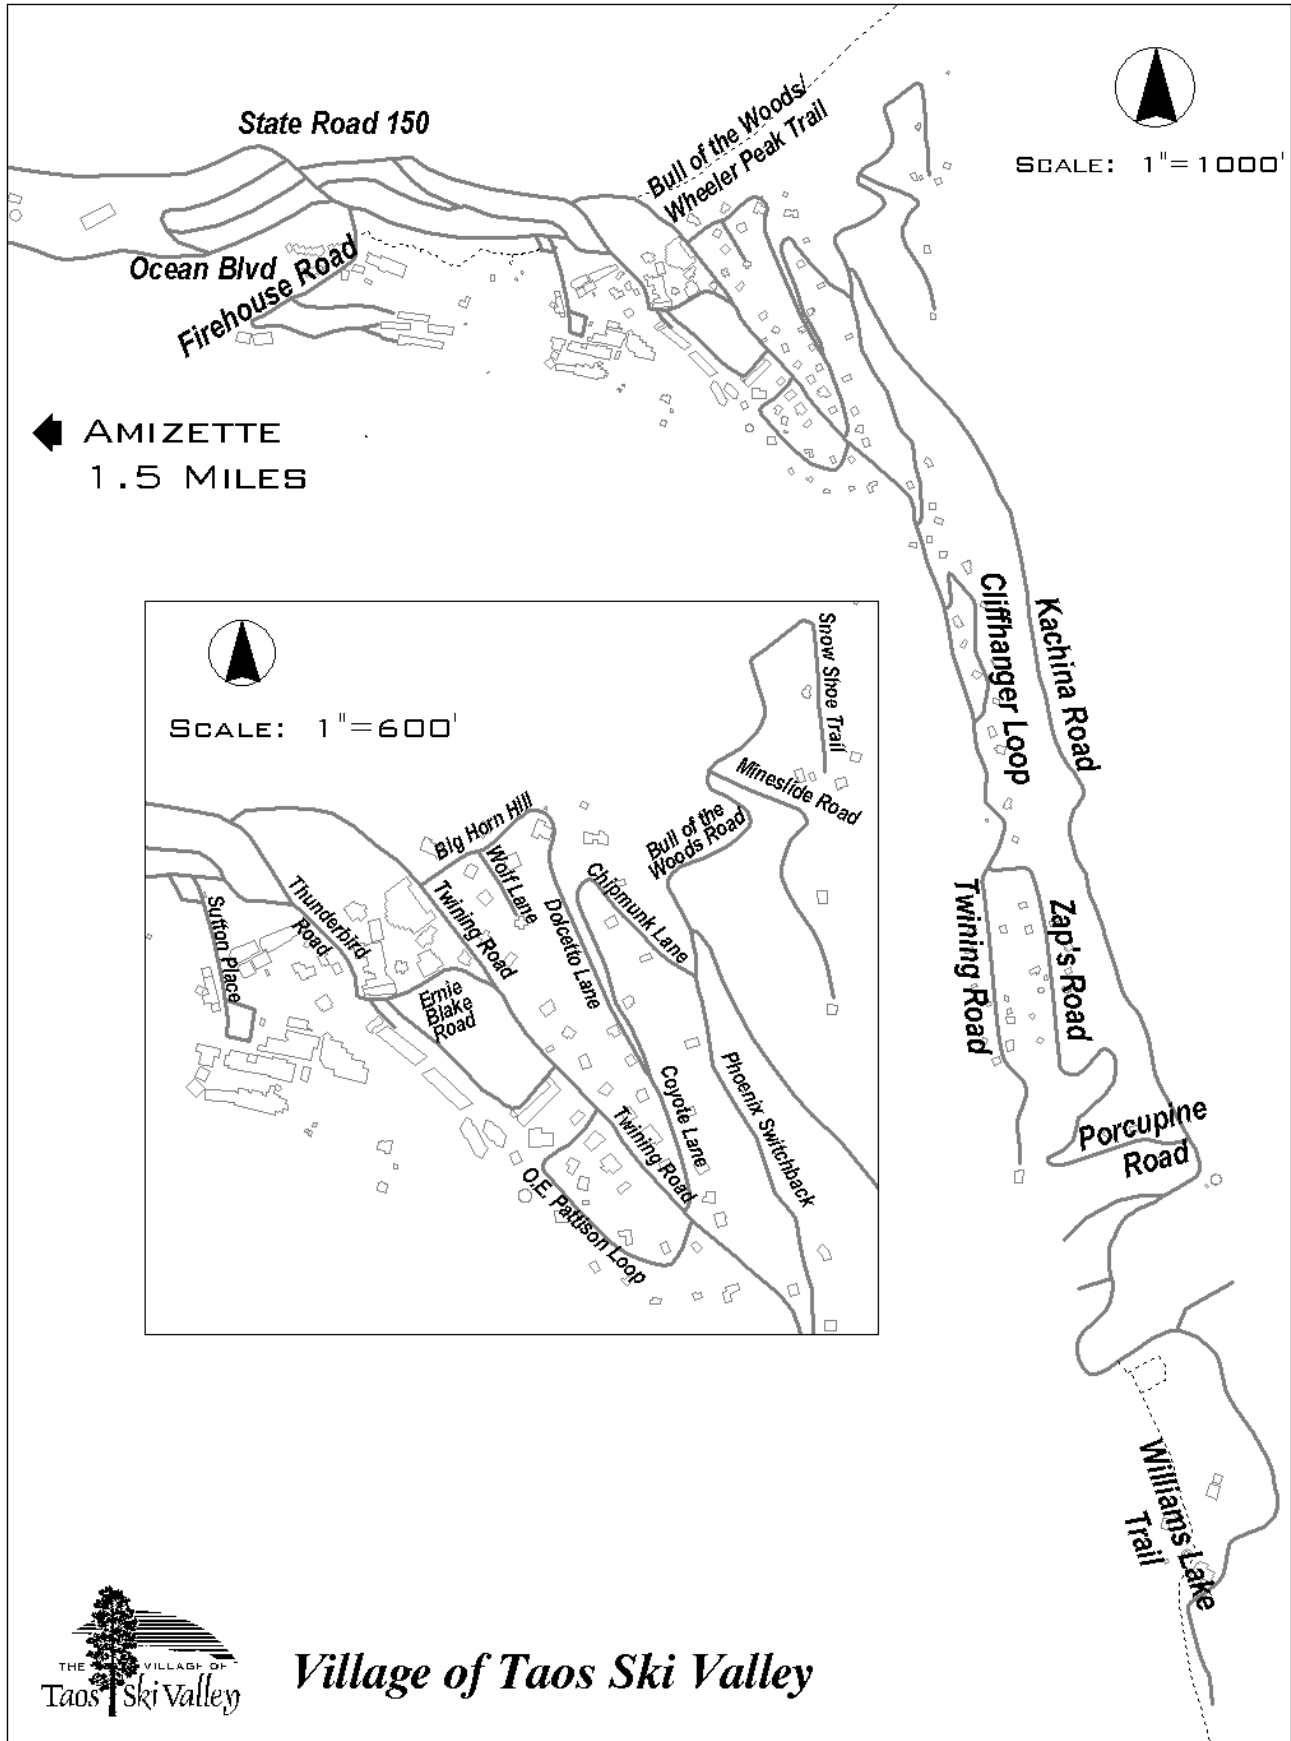 State Road 150
Bull of the Woods/
Wheeler Peak Trail
SCALE: 1"=1000'
Ocean Blvd
Firehouse Road
AMIZETTE
1.5 MILES
Cliffhanger Loop
Kachina Road
SCALE: 1"=600'
Snow Shoe Trail
Mineslide Road
Big Horn Hill
Bull of the
Woods Road
Wolf Lane
Chipmunk Lane
Thunderbird
Road
Twining Road
Dolcetto Lane
Sutton Place
Ernie
Blake
Road
Twining Road
Zap's Road
Coyote Lane
Phoenix Switchback
Twining Road
O.E. Pattison Loop
Porcupine
Road
Williams Lake
Trail
THE VILLAGE OF
Taos Ski Valley
Village of Taos Ski Valley